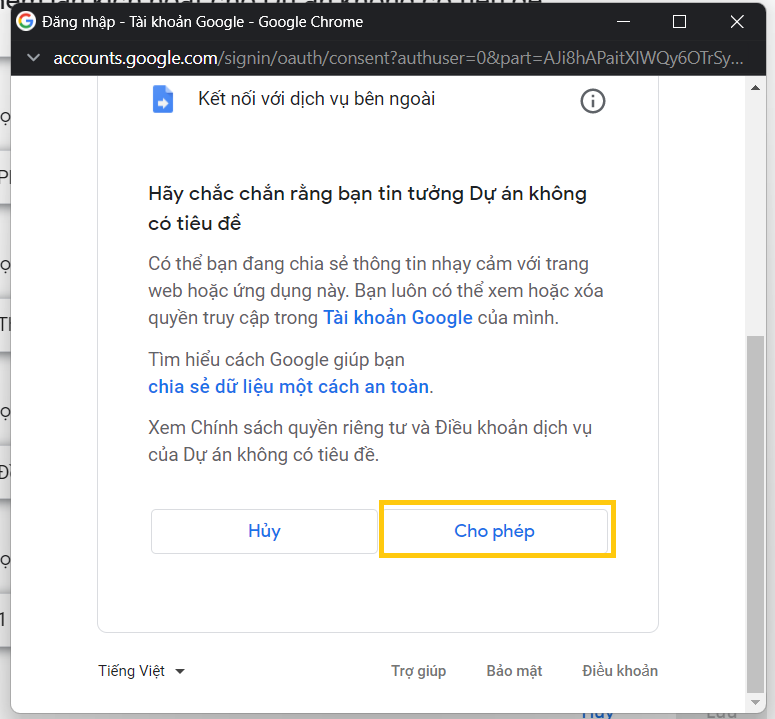 Đăng nhập - Tài khoản Google - Google Chrome
accounts.google.com/signin/oauth/consent?authuser=0&part=AJi8hAPaitXIWQy6OTrSy...
Kết nối với dịch vụ bên ngoài
Hãy chắc chắn rằng bạn tin tưởng Dự án không
có tiêu đề
Có thể bạn đang chia sẻ thông tin nhạy cảm với trang
web hoặc ứng dụng này. Bạn luôn có thể xem hoặc xóa
quyền truy cập trong Tài khoản Google của mình.
Tìm hiểu cách Google giúp bạn
chia sẻ dữ liệu một cách an toàn.
Xem Chính sách quyền riêng tư và Điều khoản dịch vụ
của Dự án không có tiêu đề.
Hủy
Cho phép
Tiếng Việt
Trợ giúp
Bảo mật
Điều khoản